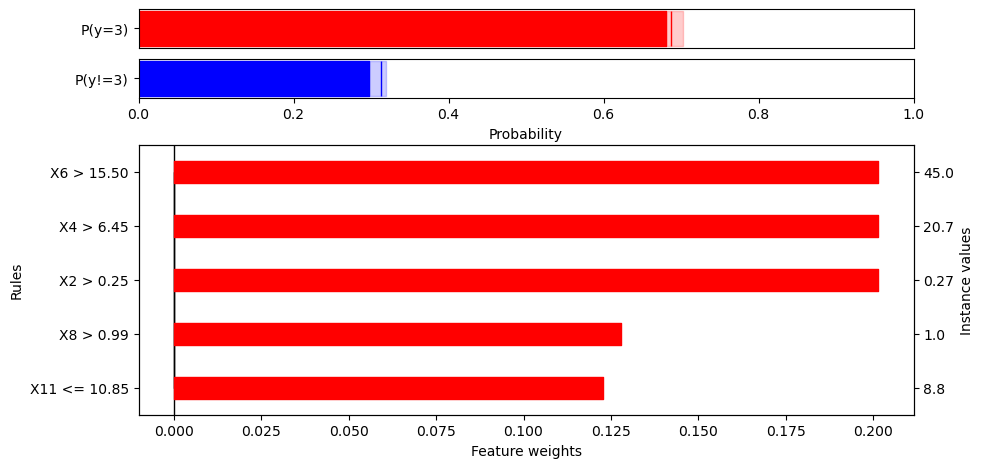 P(y=3)
P(y!=3)
0.0 0.2 0.4 0.6 0.8 1.0
Probability
X6 > 15.50 45.0
X4 > 6.45 20.7
X2 > 0.25 0.27
X8 > 0.99 1.0
X11 <= 10.85 8.8
Rules
Instance values
0.000 0.025 0.050 0.075 0.100 0.125 0.150 0.175 0.200
Feature weights